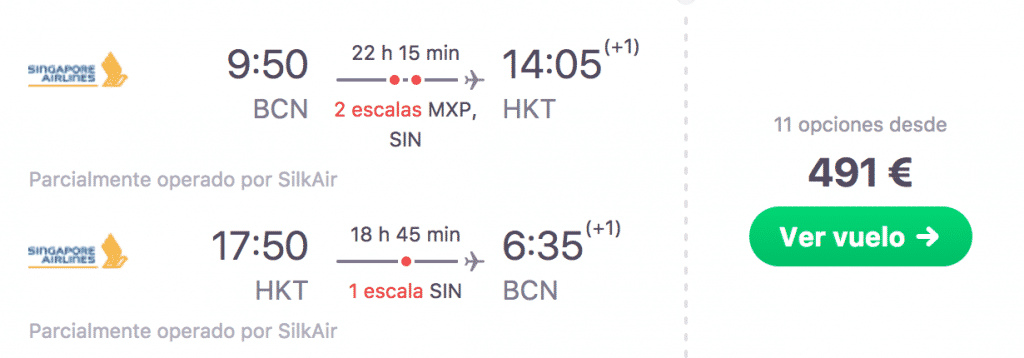 SINGAPORE
AIRLINES
9:50
BCN
22 h 15 min
2 escalas MXP,
SIN
14:05(+1)
HKT
Parcialmente operado por SilkAir
SINGAPORE
AIRLINES
17:50
HKT
18 h 45 min
1 escala SIN
6:35(+1)
BCN
Parcialmente operado por SilkAir
11 opciones desde
491 €
Ver vuelo →